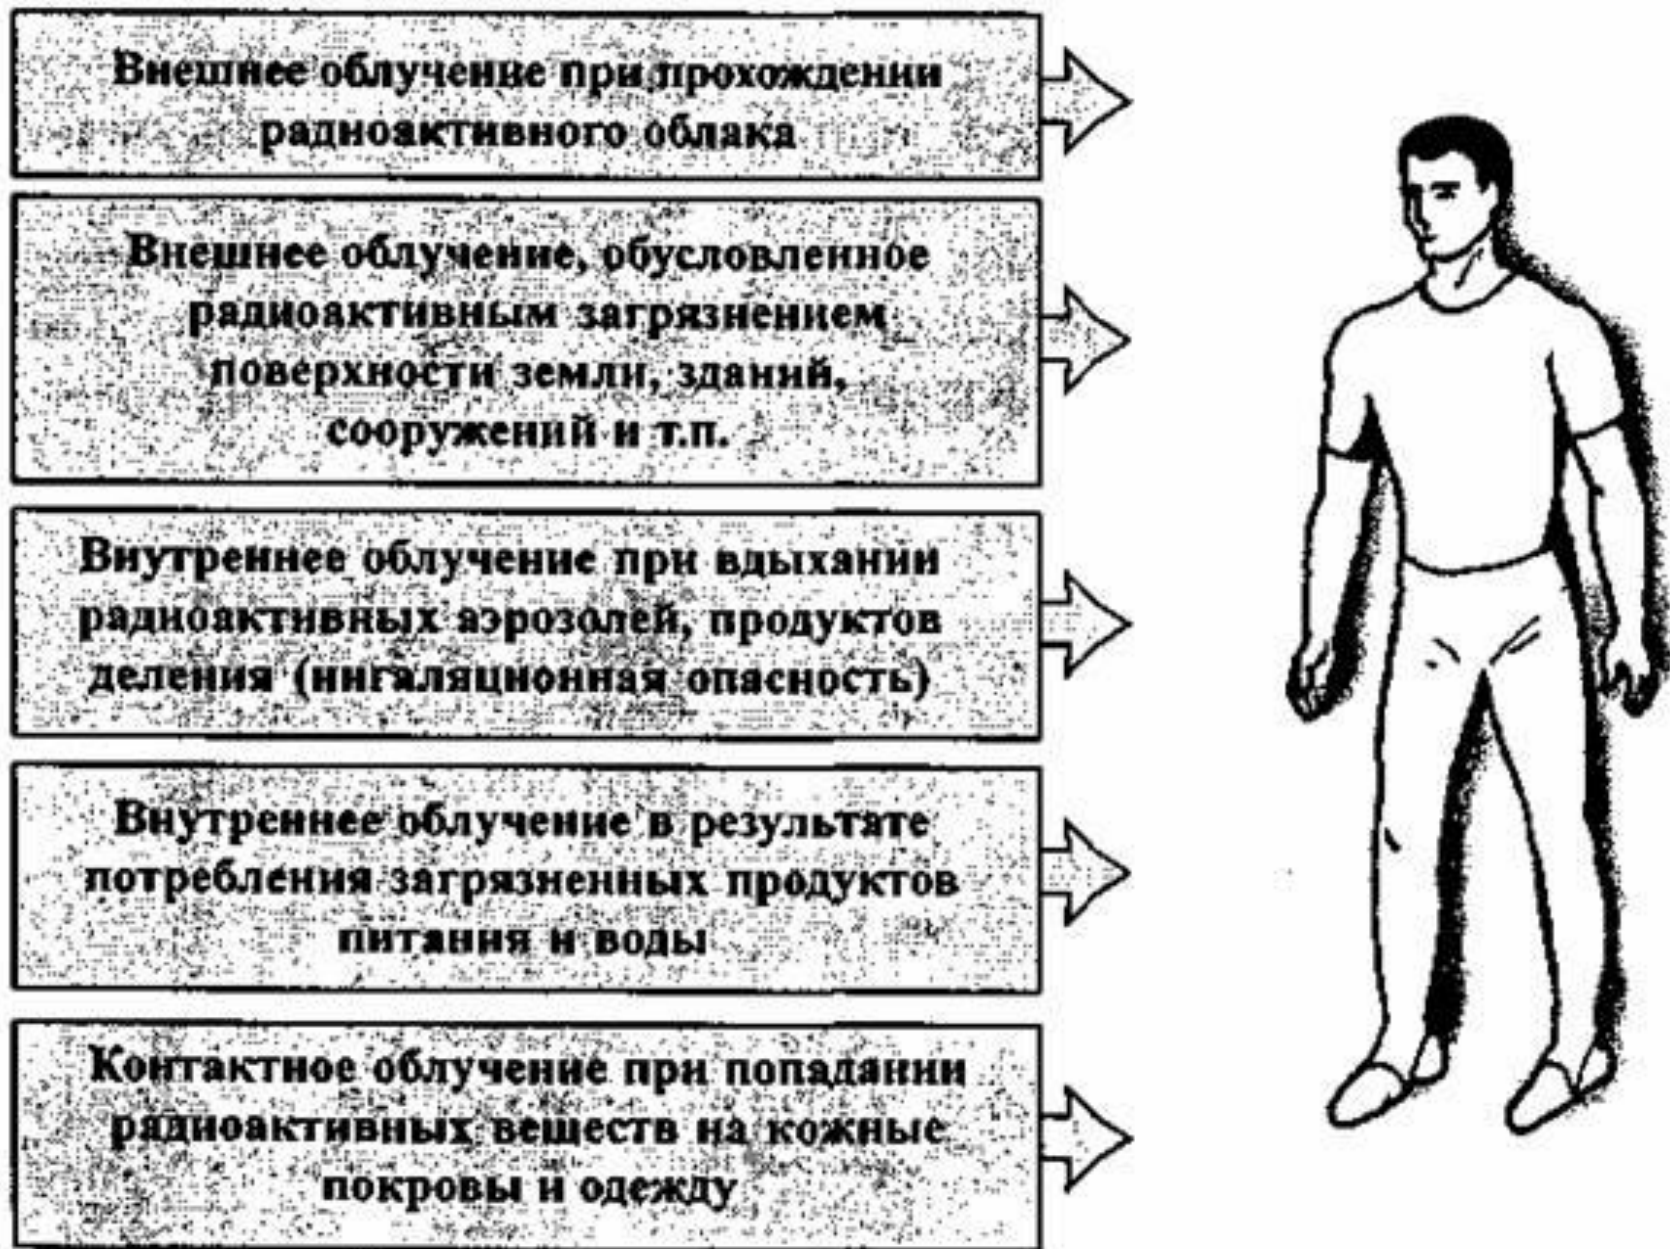 Внешнее облучение при прохождении
радиоактивного облака
Внешнее облучение, обусловленное
радиоактивным загрязнением
поверхности земли, зданий,
сооружений и т.п.
Внутреннее облучение при вдыхании
радиоактивных аэрозолей, продуктов
деления (ингаляционная опасность)
Внутреннее облучение в результате
потребления загрязненных продуктов
питания и воды
Контактное облучение при попадании
радиоактивных веществ на кожные
покровы и одежду